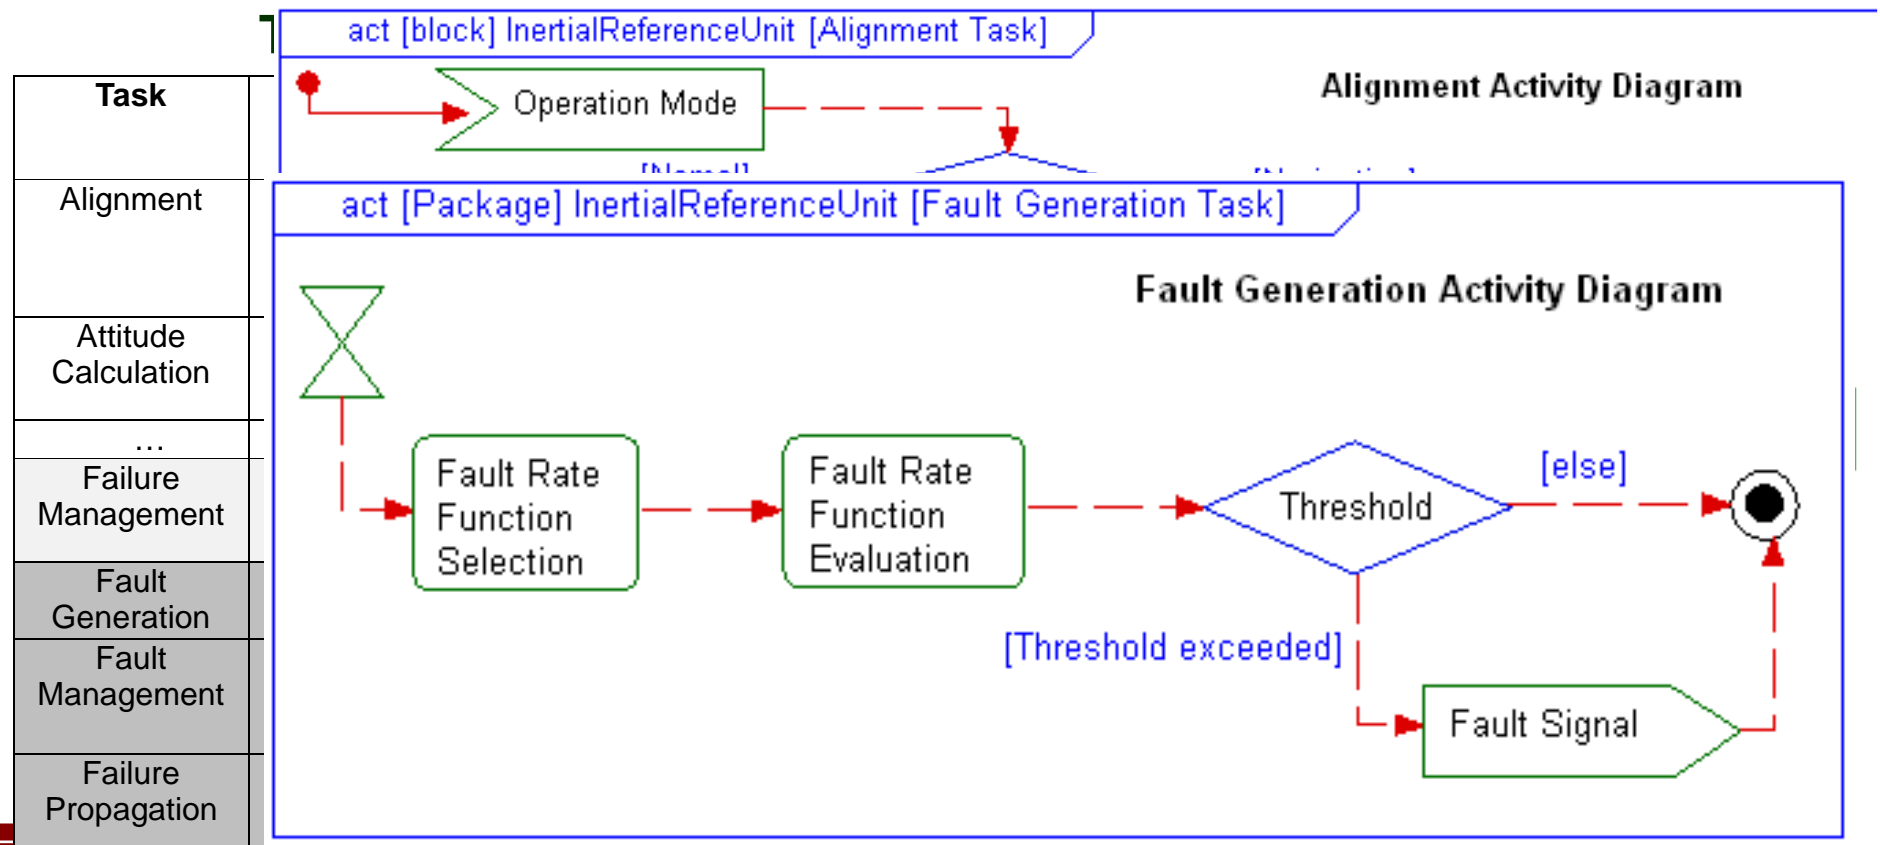 act [block] InertialReferenceUnit [Alignment Task]
Alignment Activity Diagram
Operation Mode
Task
Alignment
Attitude
Calculation
…
Failure
Management
Fault
Generation
Fault
Management
Failure
Propagation
act [Package] InertialReferenceUnit [Fault Generation Task]
Fault Generation Activity Diagram
Fault Rate
Function
Selection
Fault Rate
Function
Evaluation
Threshold
[else]
[Threshold exceeded]
Fault Signal